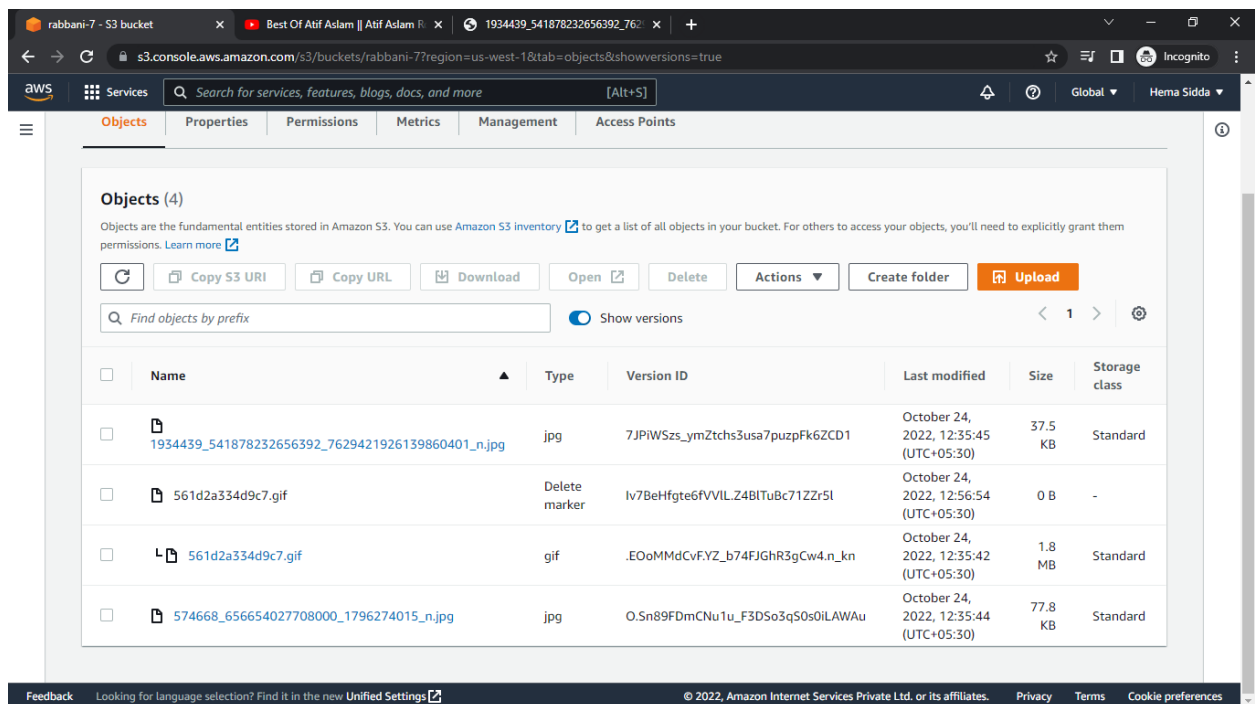 rabbani-7 - S3 bucket
Best Of Atif Aslam || Atif Aslam R
1934439_541878232656392_762
s3.console.aws.amazon.com/s3/buckets/rabbani-7?region=us-west-1&tab=objects&showversions=true
Incognito
aws
Services
Search for services, features, blogs, docs, and more
[Alt+S]
Global ▼
Hema Sidda ▼
Objects
Properties
Permissions
Metrics
Management
Access Points
Objects (4)
Objects are the fundamental entities stored in Amazon S3. You can use Amazon S3 inventory to get a list of all objects in your bucket. For others to access your objects, you'll need to explicitly grant them
permissions. Learn more
Copy S3 URI
Copy URL
Download
Open
Delete
Actions ▼
Create folder
Upload
Find objects by prefix
Show versions
1
Name
Type
Version ID
Last modified
Size
Storage
class
1934439_541878232656392_7629421926139860401_n.jpg
jpg
7JPiWSzs_ymZtchs3usa7puzpFk6ZCD1
October 24,
2022, 12:35:45
(UTC+05:30)
37.5
KB
Standard
561d2a334d9c7.gif
Delete
marker
Iv7BeHfgte6fVVlL.Z4BlTuBc71ZZr5l
October 24,
2022, 12:56:54
(UTC+05:30)
0 B
-
561d2a334d9c7.gif
gif
.EOoMMdCvF.YZ_b74FJGhR3gCw4.n_kn
October 24,
2022, 12:35:42
(UTC+05:30)
1.8
MB
Standard
574668_656654027708000_1796274015_n.jpg
jpg
O.Sn89FDmCNu1u_F3DSo3qS0s0iLAWAu
October 24,
2022, 12:35:44
(UTC+05:30)
77.8
KB
Standard
Feedback
Looking for language selection? Find it in the new Unified Settings
© 2022, Amazon Internet Services Private Ltd. or its affiliates.
Privacy
Terms
Cookie preferences